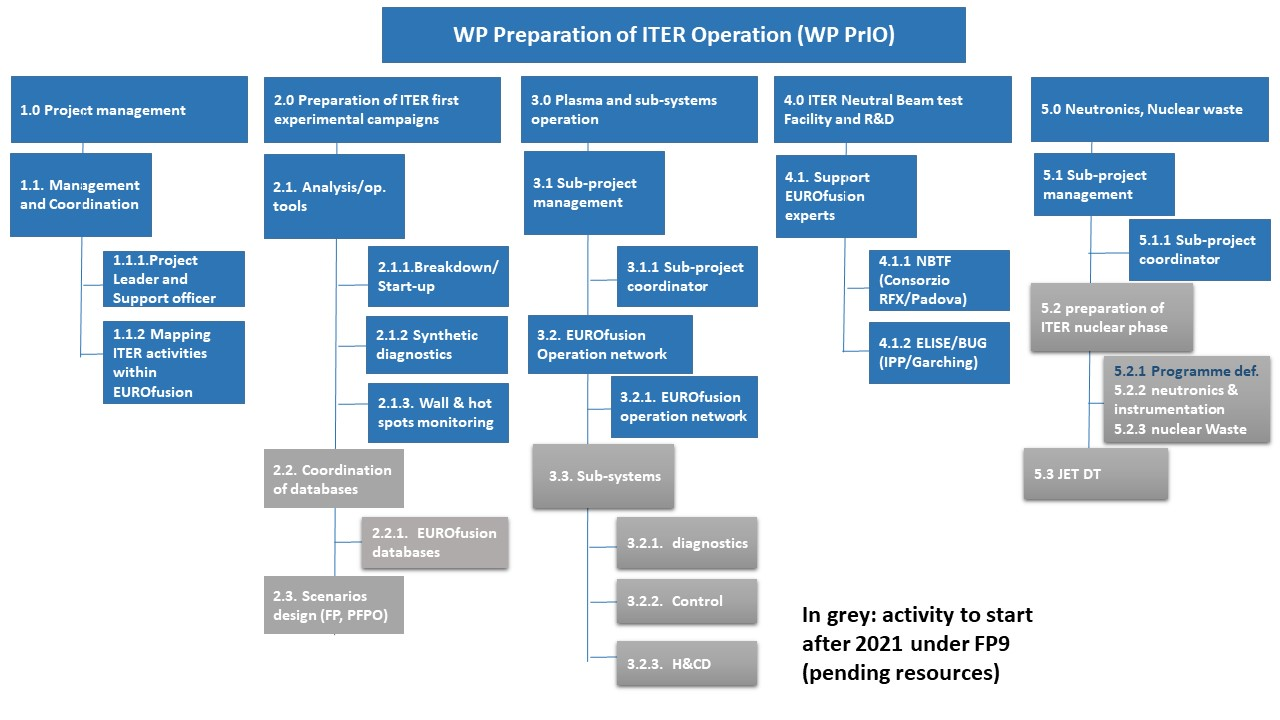 WP Preparation of ITER Operation (WP PrIO)
1.0 Project management
1.1. Management
and Coordination
1.1.1.Project
Leader and
Support officer
1.1.2 Mapping
ITER activities
within
EUROfusion
2.0 Preparation of ITER first
experimental campaigns
2.1. Analysis/op.
tools
2.1.1.Breakdown/
Start-up
2.1.2 Synthetic
diagnostics
2.1.3. Wall & hot
spots monitoring
2.2. Coordination
of databases
2.2.1. EUROfusion
databases
2.3. Scenarios
design (FP, PFPO)
3.0 Plasma and sub-systems
operation
3.1 Sub-project
management
3.1.1 Sub-project
coordinator
3.2. EUROfusion
Operation network
3.2.1. EUROfusion
operation network
3.3. Sub-systems
3.2.1. diagnostics
3.2.2. Control
3.2.3. H&CD
4.0 ITER Neutral Beam test
Facility and R&D
4.1. Support
EUROfusion
experts
4.1.1 NBTF
(Consorzio
RFX/Padova)
4.1.2 ELISE/BUG
(IPP/Garching)
5.0 Neutronics, Nuclear waste
5.1 Sub-project
management
5.1.1 Sub-project
coordinator
5.2 preparation of
ITER nuclear phase
5.2.1 Programme def.
5.2.2 neutronics &
instrumentation
5.2.3 nuclear Waste
5.3 JET DT
In grey: activity to start
after 2021 under FP9
(pending resources)